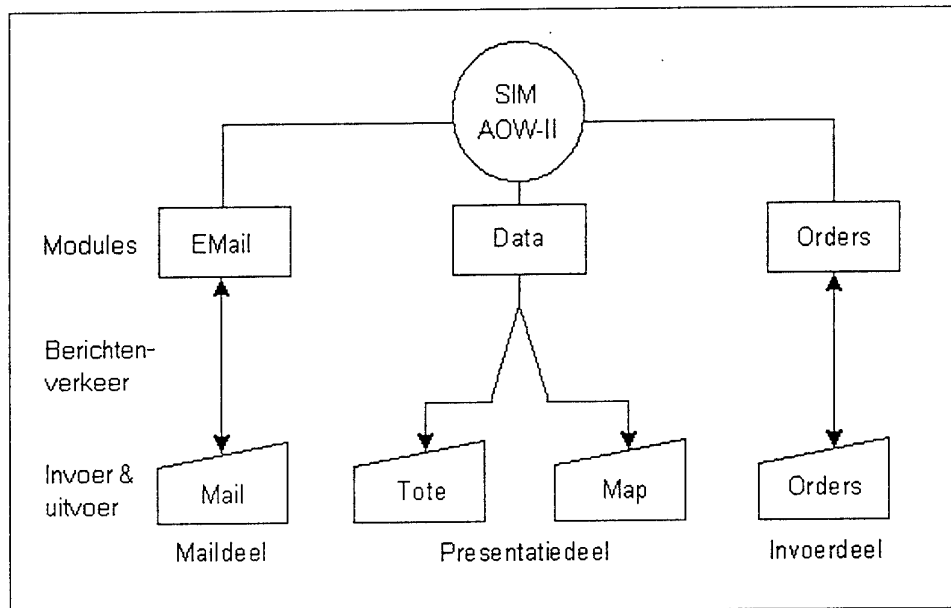 SIM
AOW-II
Modules
EMail
Data
Orders
Berichten-
verkeer
Invoer &
uitvoer
Mail
Tote
Map
Orders
Maildeel
Presentatiedeel
Invoerdeel